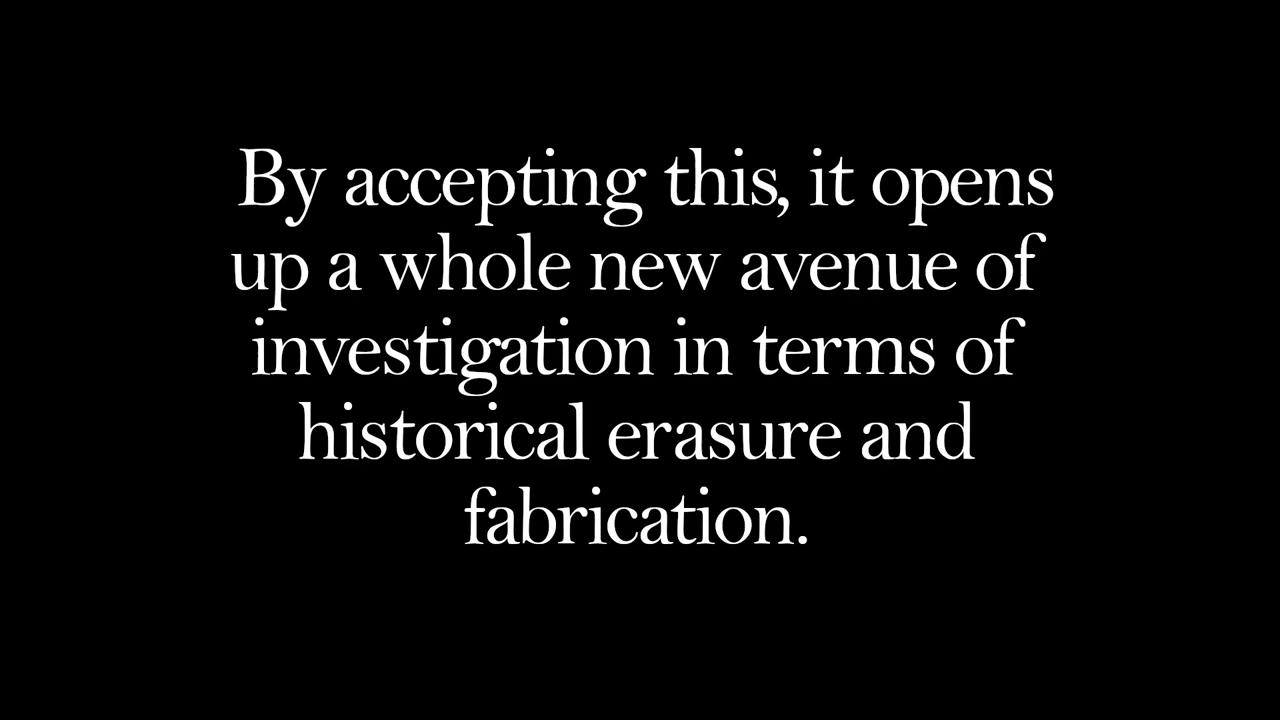 By accepting this, it opens
up a whole new avenue of
investigation in terms of
historical erasure and
fabrication.